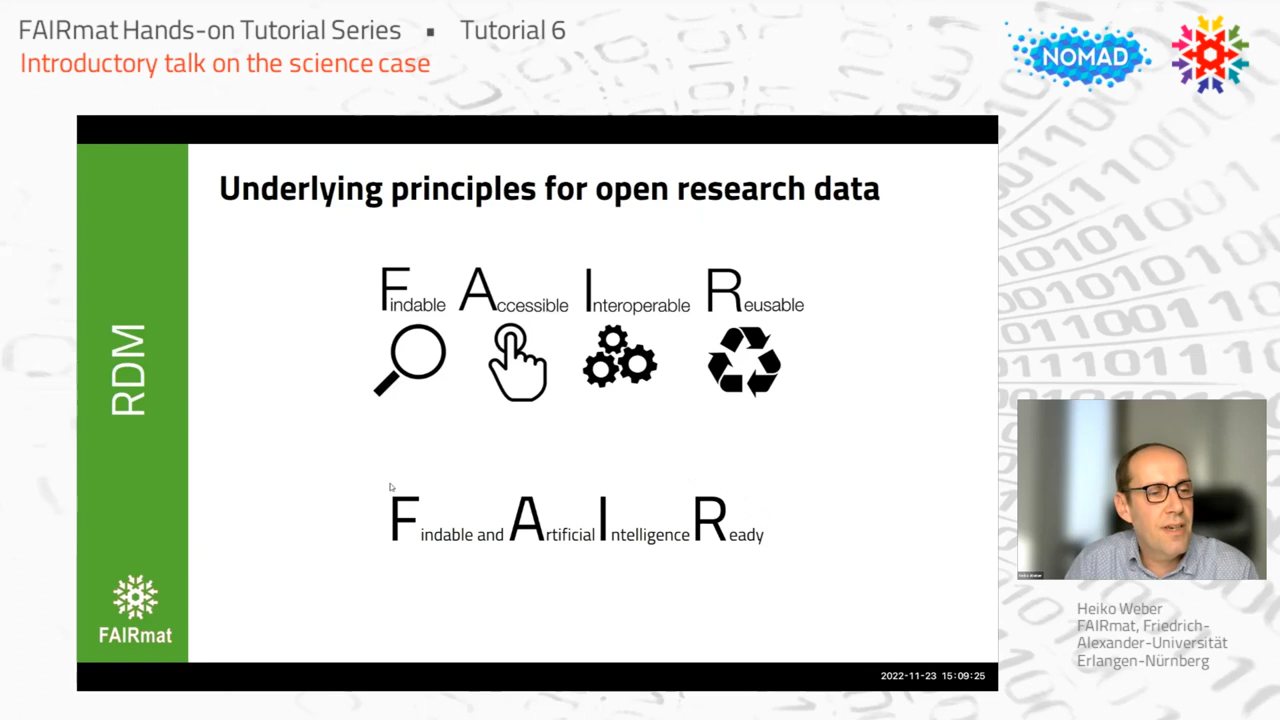 FAIRmat Hands-on Tutorial Series ▪ Tutorial 6
Introductory talk on the science case
NOMAD
Underlying principles for open research data
Findable Accessible Interoperable Reusable
RDM
Findable and Artificial Intelligence Ready
FAIRmat
2022-11-23 15:09:25
Heiko Weber
FAIRmat, Friedrich-
Alexander-Universität
Erlangen-Nürnberg